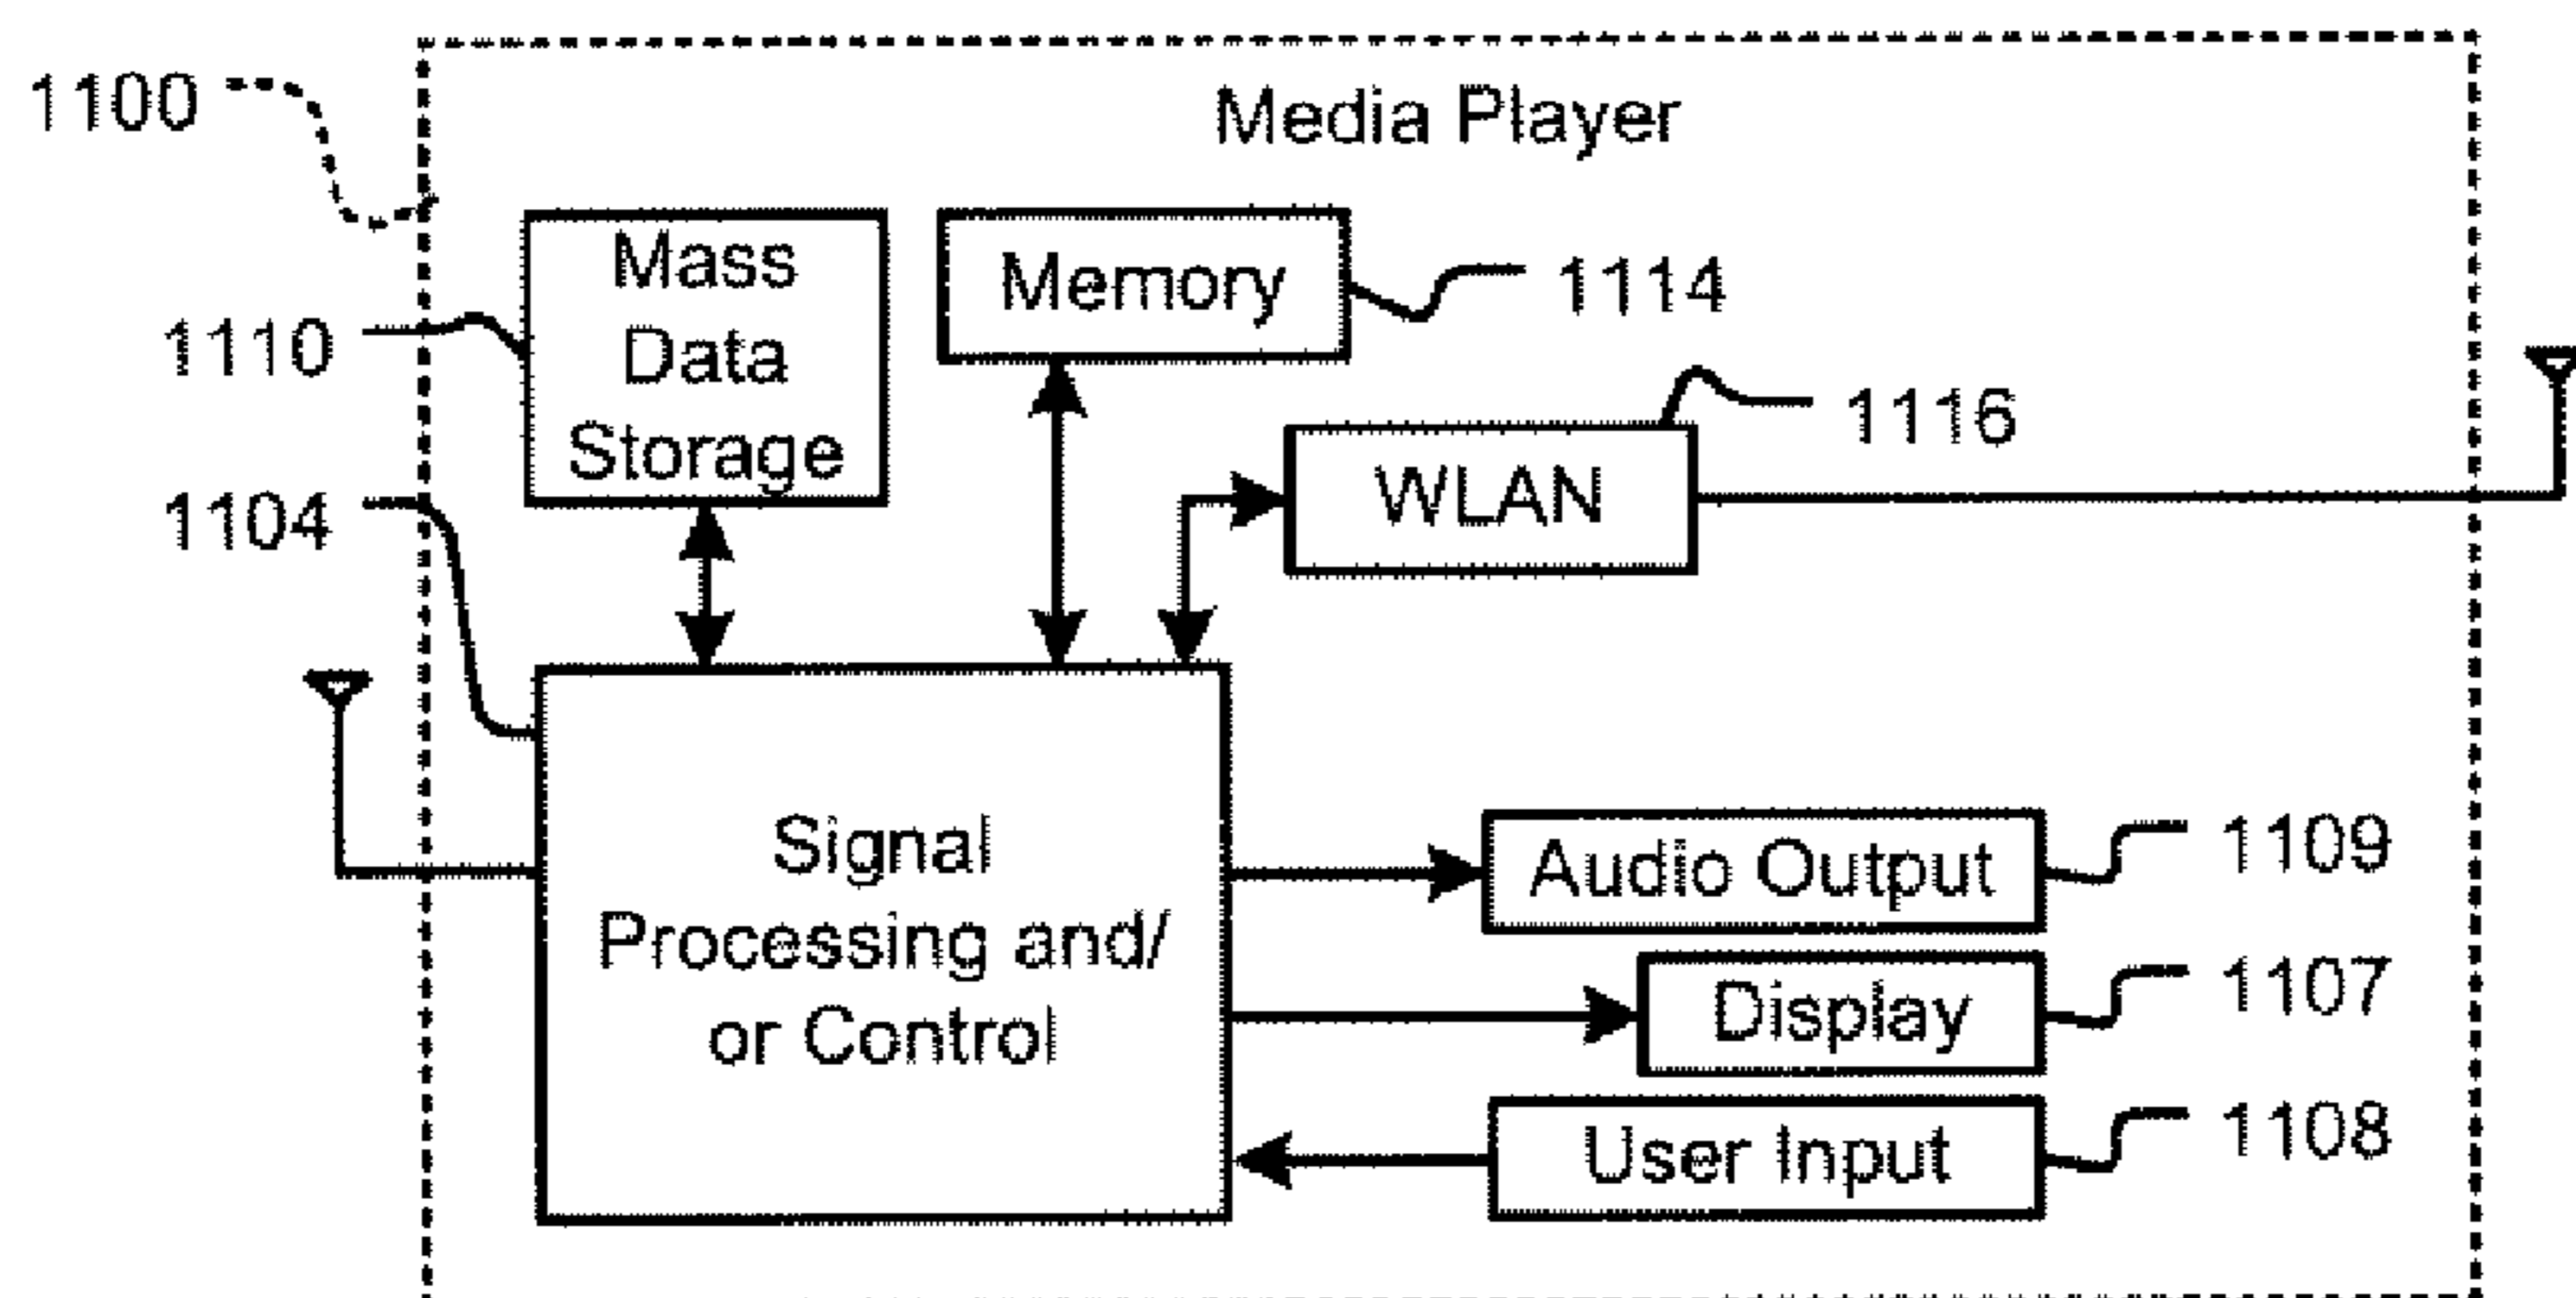 1100
Media Player
Mass
Data
Storage
Memory
1114
1110
1116
WLAN
1104
Signal
Processing and/
or Control
Audio Output
1109
Display
1107
User Input
1108